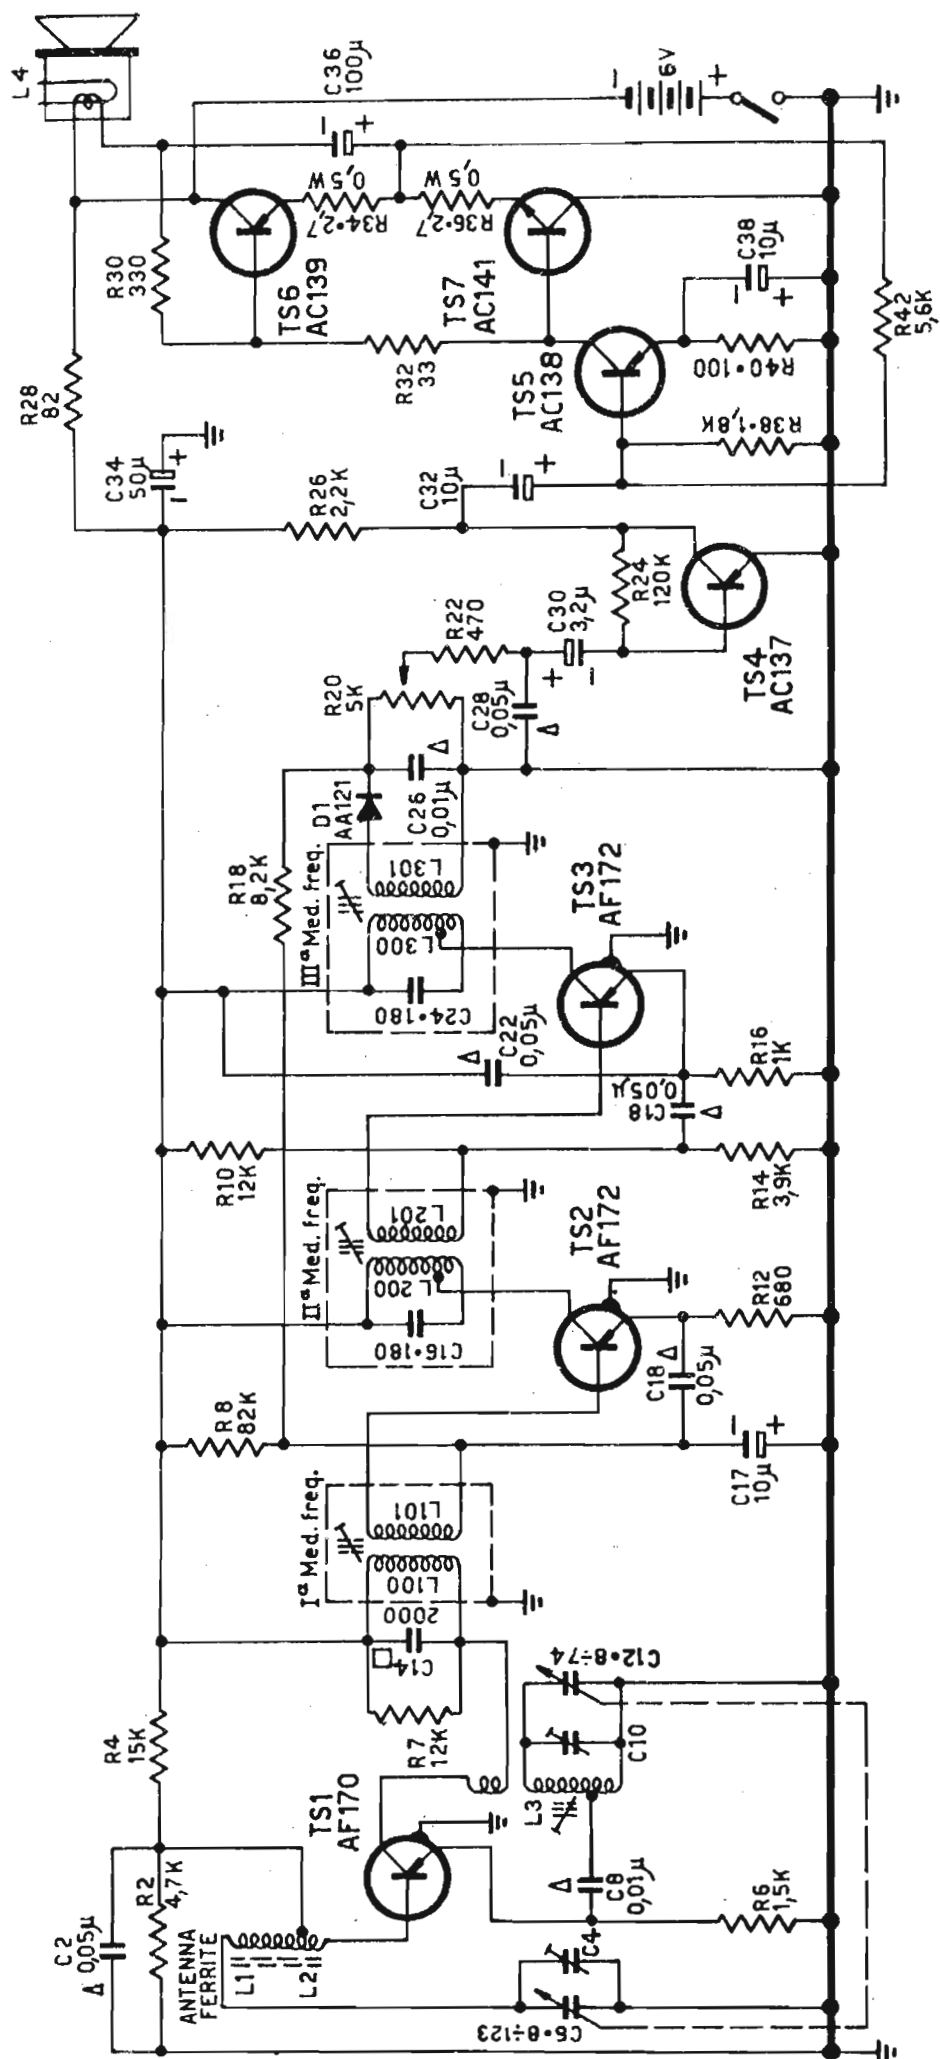 L4
C36
100μ
6V
-
+
-
+
0,5W
R34•2,7
0,5W
R36•2,7
R30
330
TS6
AC139
TS7
AC141
C38
10μ
-
+
R42
5,6K
R28
82
R32
33
TS5
AC138
R40•100
R38•1,8K
C34
50μ
-
+
R26
2,2K
C32
10μ
-
+
R24
120K
TS4
AC137
R22
470
C30
3,2μ
+
-
R20
5K
C28
0,05μ
Δ
D1
AA121
C26
0,01μ
Δ
R18
8,2K
IIIª Med. freq.
L301
L300
C24•180
TS3
AF172
C22
0,05μ
Δ
R16
1K
C18
0,05μ
Δ
R10
12K
R14
3,9K
IIª Med. freq.
L201
L200
C16•180
TS2
AF172
R12
680
C18
0,05μ
Δ
R8
82K
C17
10μ
-
+
Iª Med. freq.
L101
L100
2000
C14
R7
12K
C12•8÷74
C10
L3
R4
15K
TS1
AF170
C8
0,01μ
Δ
R6
1,5K
C2
0,05μ
Δ
R2
4,7K
ANTENNA
FERRITE
L1
L2
C4
C6•8÷123